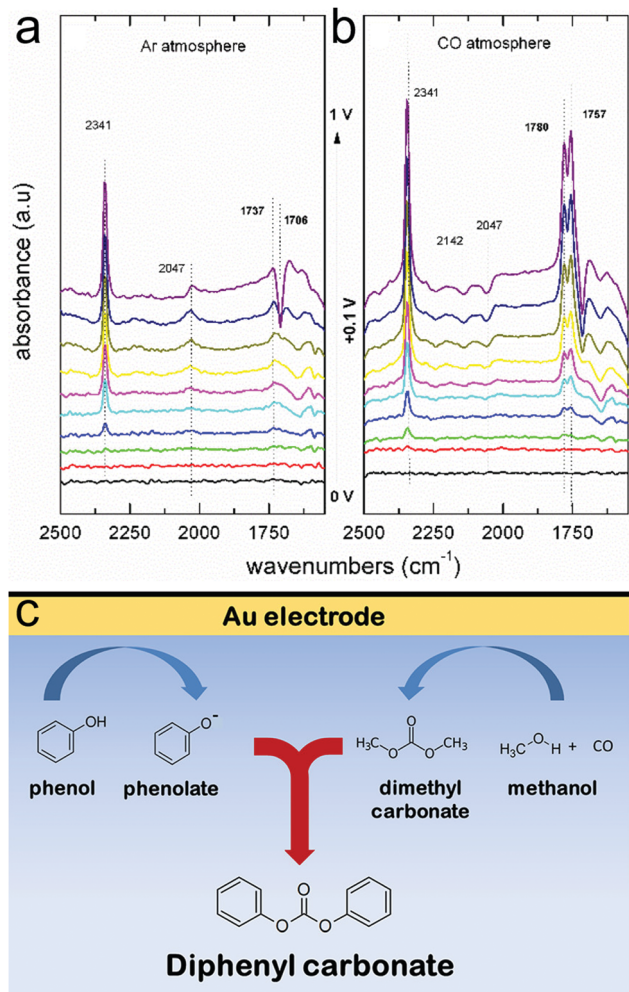 a
Ar atmosphere
2341
2047
1737
1706
absorbance (a.u)
2500
2250
2000
1750
b
CO atmosphere
2341
2142
2047
1780
1757
1 V
+0.1 V
0 V
2500
2250
2000
1750
wavenumbers (cm⁻¹)
C
Au electrode
OH
phenol
O⁻
phenolate
O
H₃C
O
O
CH₃
dimethyl
carbonate
H₃C
O
H
+
CO
methanol
O
O
O
Diphenyl carbonate